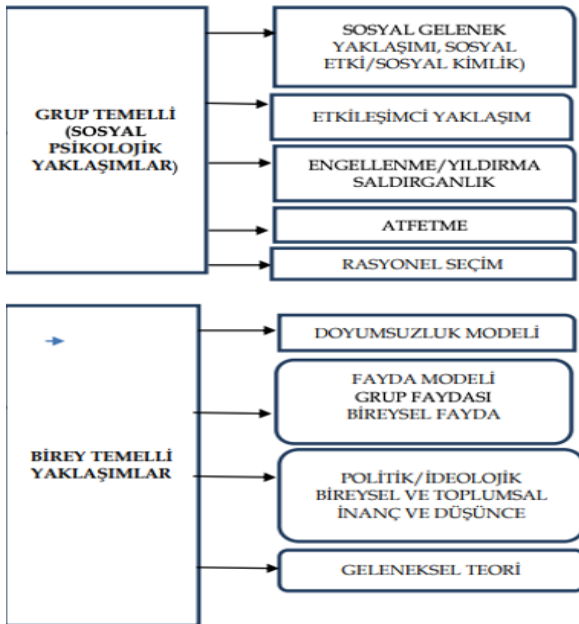 GRUP TEMELLİ
(SOSYAL
PSİKOLOJİK
YAKLAŞIMLAR)
SOSYAL GELENEK
YAKLAŞIMI, SOSYAL
ETKİ/SOSYAL KİMLİK)
ETKİLEŞİMCİ YAKLAŞIM
ENGELLENME/YILDIRMA
SALDIRGANLIK
ATFETME
RASYONEL SEÇİM
BİREY TEMELLİ
YAKLAŞIMLAR
DOYUMSUZLUK MODELİ
FAYDA MODELİ
GRUP FAYDASI
BİREYSEL FAYDA
POLİTİK/İDEOLOJİK
BİREYSEL VE TOPLUMSAL
İNANÇ VE DÜŞÜNCE
GELENEKSEL TEORİ